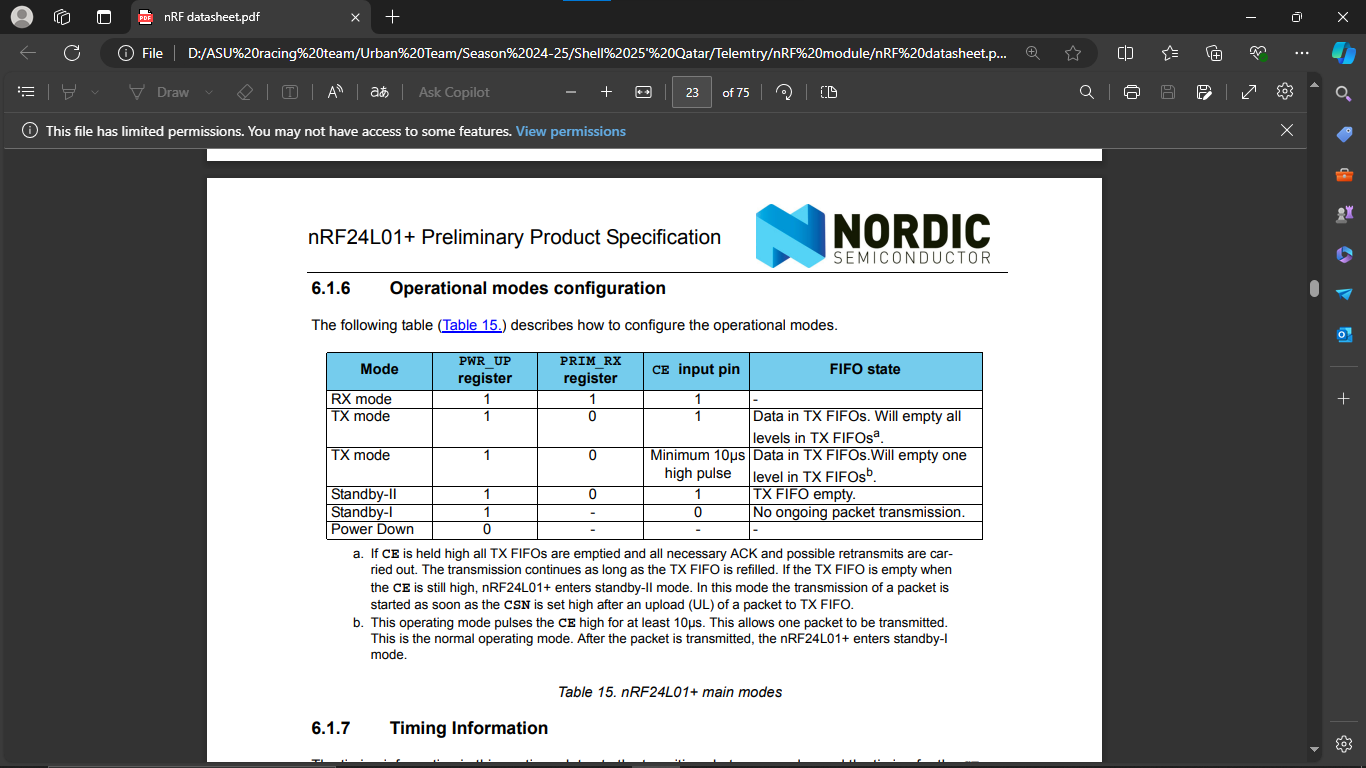 nRF datasheet.pdf
File
D:/ASU%20racing%20team/Urban%20Team/Season%2024-25/Shell%2025'%20Qatar/Telemtry/nRF%20module/nRF%20datasheet.p...
Draw
aあ
Ask Copilot
23
of 75
This file has limited permissions. You may not have access to some features. View permissions
nRF24L01+ Preliminary Product Specification
NORDIC
SEMICONDUCTOR
6.1.6 Operational modes configuration
The following table (Table 15.) describes how to configure the operational modes.
Mode PWR_UP register PRIM_RX register CE input pin FIFO state
RX mode 1 1 1 -
TX mode 1 0 1 Data in TX FIFOs. Will empty all levels in TX FIFOsa.
TX mode 1 0 Minimum 10µs high pulse Data in TX FIFOs.Will empty one level in TX FIFOsb.
Standby-II 1 0 1 TX FIFO empty.
Standby-I 1 - 0 No ongoing packet transmission.
Power Down 0 - - -
a. If CE is held high all TX FIFOs are emptied and all necessary ACK and possible retransmits are car-
ried out. The transmission continues as long as the TX FIFO is refilled. If the TX FIFO is empty when
the CE is still high, nRF24L01+ enters standby-II mode. In this mode the transmission of a packet is
started as soon as the CSN is set high after an upload (UL) of a packet to TX FIFO.
b. This operating mode pulses the CE high for at least 10µs. This allows one packet to be transmitted.
This is the normal operating mode. After the packet is transmitted, the nRF24L01+ enters standby-I
mode.
Table 15. nRF24L01+ main modes
6.1.7 Timing Information